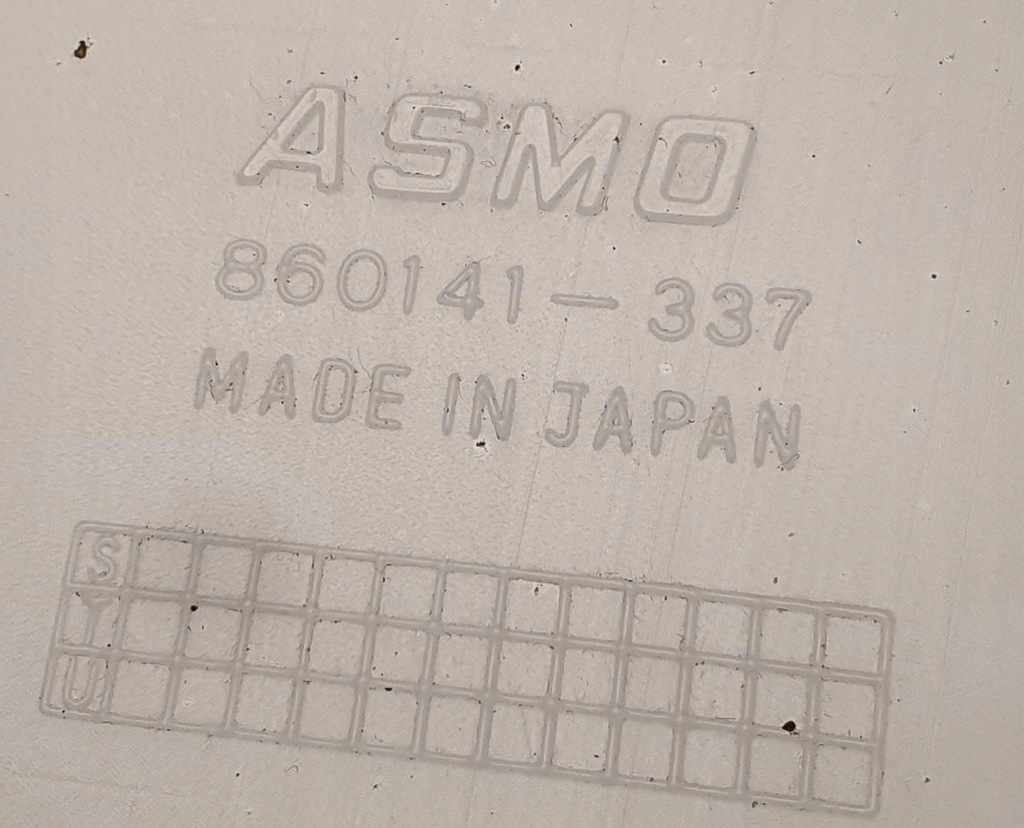 ASMO
860141-337
MADE IN JAPAN
S
Y
U